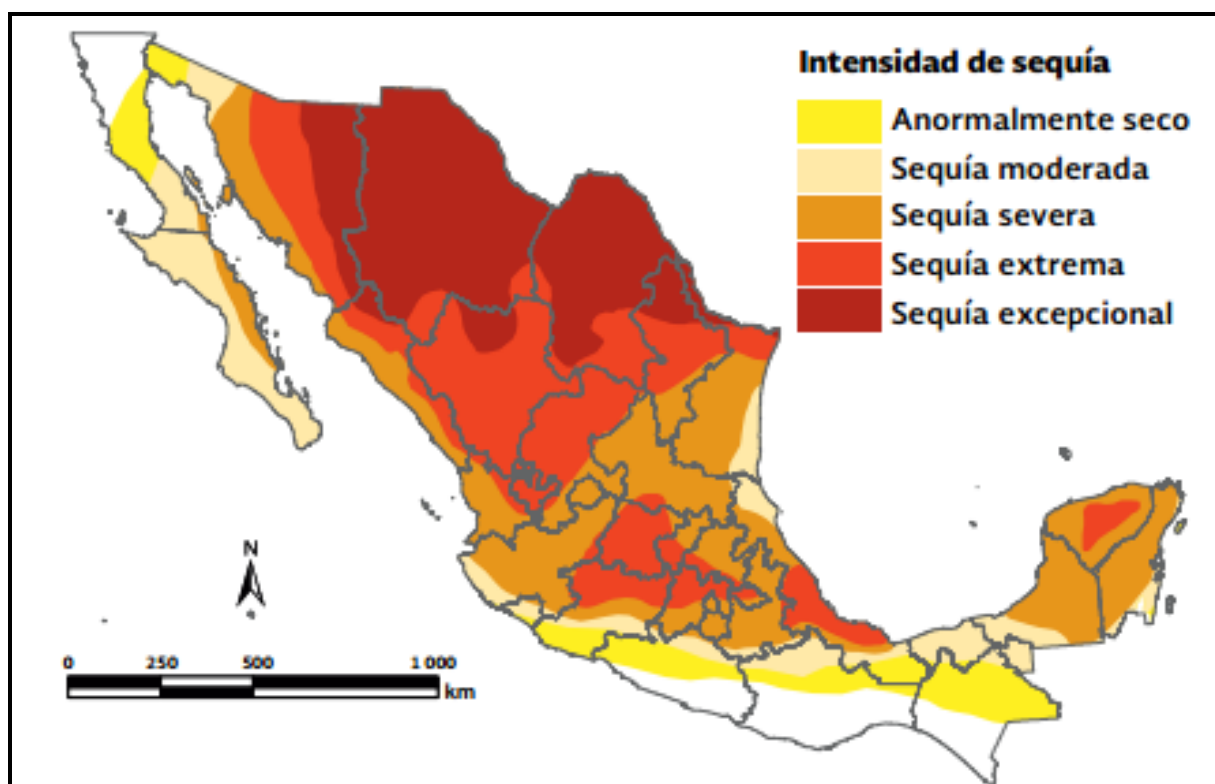 Intensidad de sequía
Anormalmente seco
Sequía moderada
Sequía severa
Sequía extrema
Sequía excepcional
N
0 250 500 1 000
km